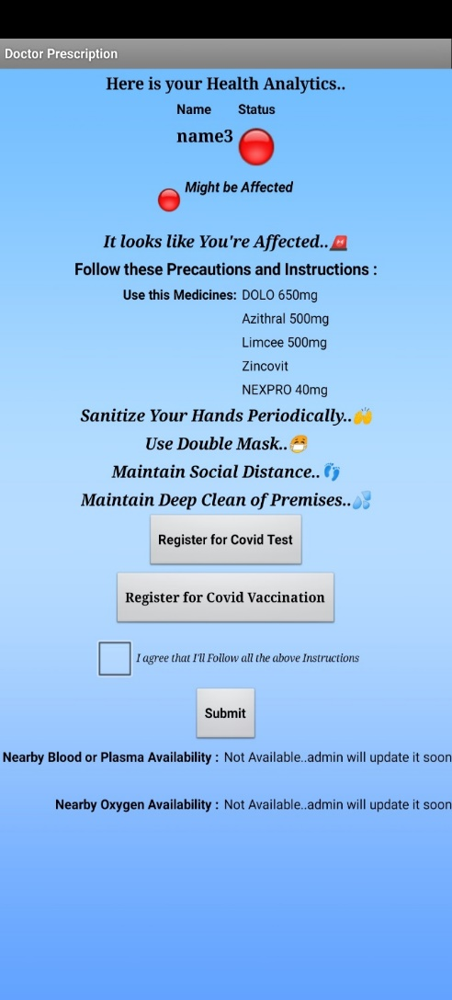 Doctor Prescription
Here is your Health Analytics..
Name Status
name3
Might be Affected
It looks like You're Affected..🚨
Follow these Precautions and Instructions :
Use this Medicines: DOLO 650mg
Azithral 500mg
Limcee 500mg
Zincovit
NEXPRO 40mg
Sanitize Your Hands Periodically..🙌
Use Double Mask..😷
Maintain Social Distance..👣
Maintain Deep Clean of Premises..💦
Register for Covid Test
Register for Covid Vaccination
I agree that I'll Follow all the above Instructions
Submit
Nearby Blood or Plasma Availability : Not Available..admin will update it soon
Nearby Oxygen Availability : Not Available..admin will update it soon